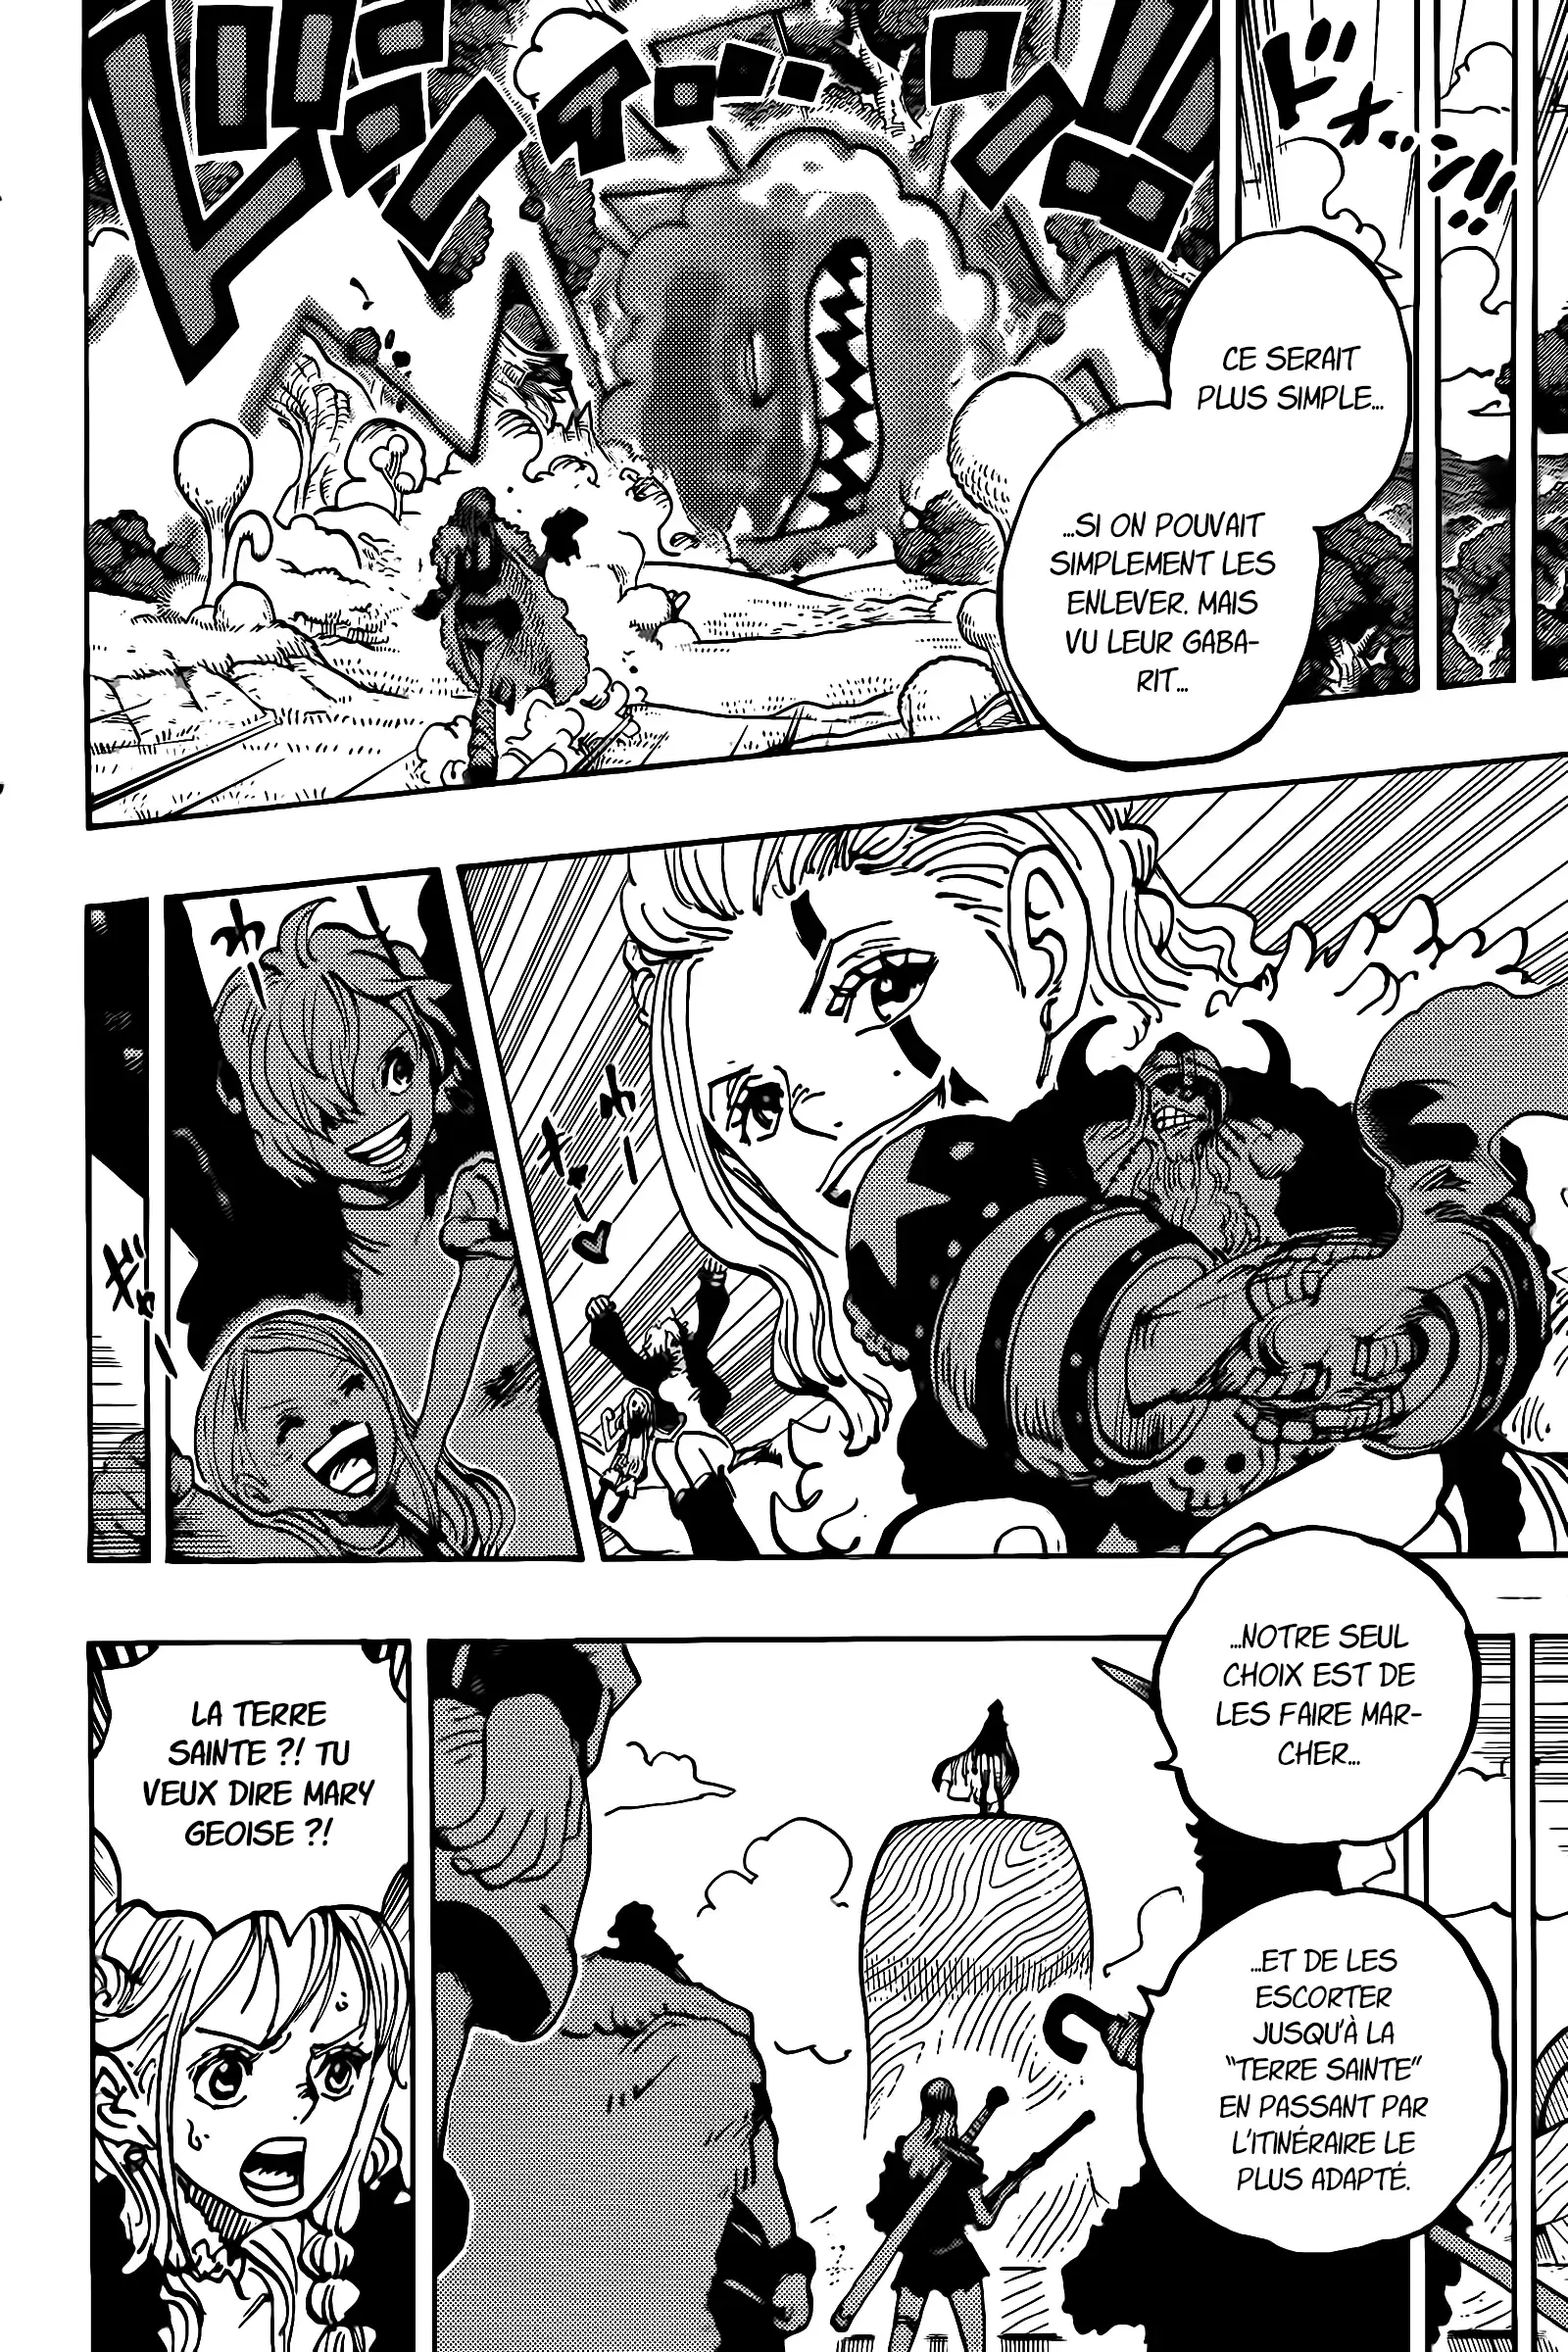 CE SERAIT
PLUS SIMPLE...
...SI ON POUVAIT
SIMPLEMENT LES
ENLEVER. MAIS
VU LEUR GABA-
RIT...
...NOTRE SEUL
CHOIX EST DE
LES FAIRE MAR-
CHER...
...ET DE LES
ESCORTER
JUSQU'À LA
"TERRE SAINTE"
EN PASSANT PAR
L'ITINÉRAIRE LE
PLUS ADAPTÉ.
LA TERRE
SAINTE ?! TU
VEUX DIRE MARY
GEOISE ?!